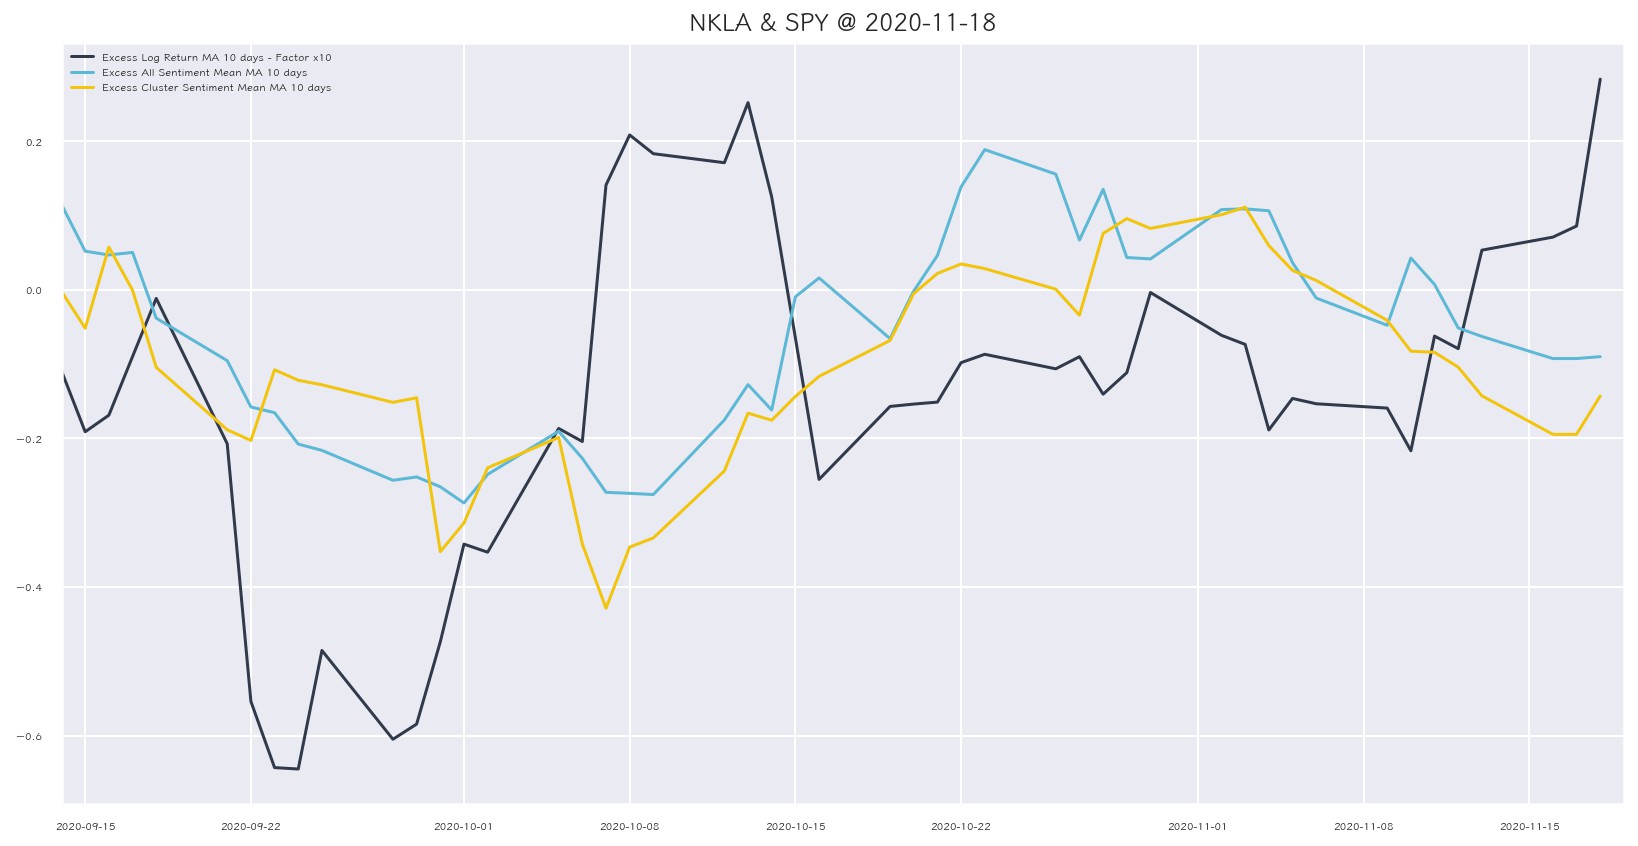 NKLA & SPY @ 2020-11-18
Excess Log Return MA 10 days - Factor x10
Excess All Sentiment Mean MA 10 days
Excess Cluster Sentiment Mean MA 10 days
0.2
0.0
−0.2
−0.4
−0.6
2020-09-15 2020-09-22 2020-10-01 2020-10-08 2020-10-15 2020-10-22 2020-11-01 2020-11-08 2020-11-15